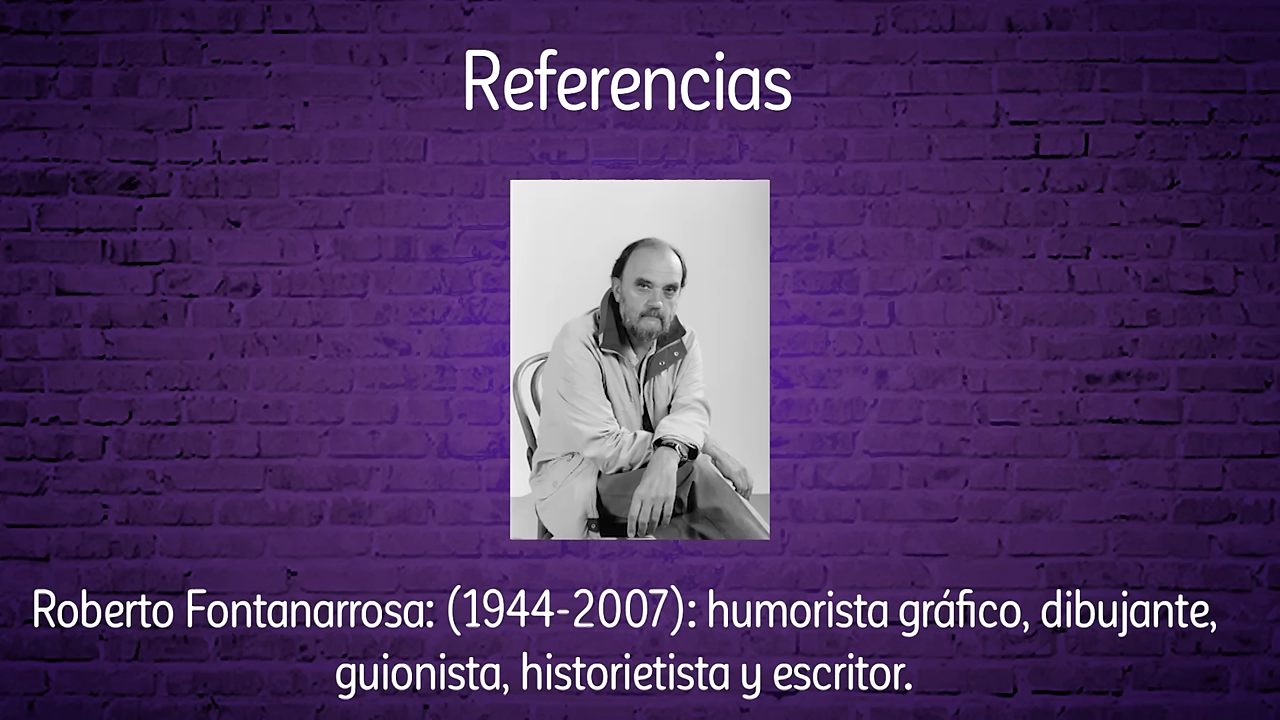 Referencias
Roberto Fontanarrosa: (1944-2007): humorista gráfico, dibujante,
guionista, historietista y escritor.